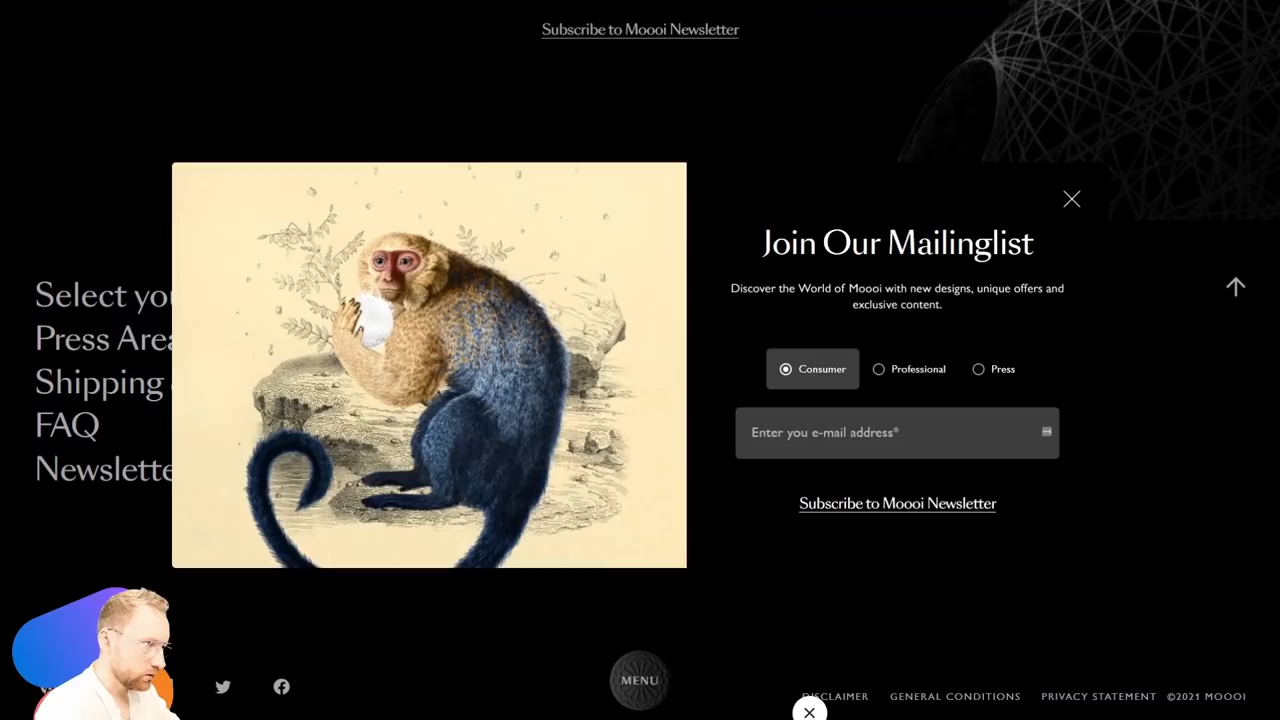 Subscribe to Moooi Newsletter
Join Our Mailinglist
Discover the World of Moooi with new designs, unique offers and
exclusive content.
Select you
Press Area
Shipping
FAQ
Newslette
Consumer
Professional
Press
Enter you e-mail address*
Subscribe to Moooi Newsletter
MENU
DISCLAIMER
GENERAL CONDITIONS
PRIVACY STATEMENT
©2021 MOOOI